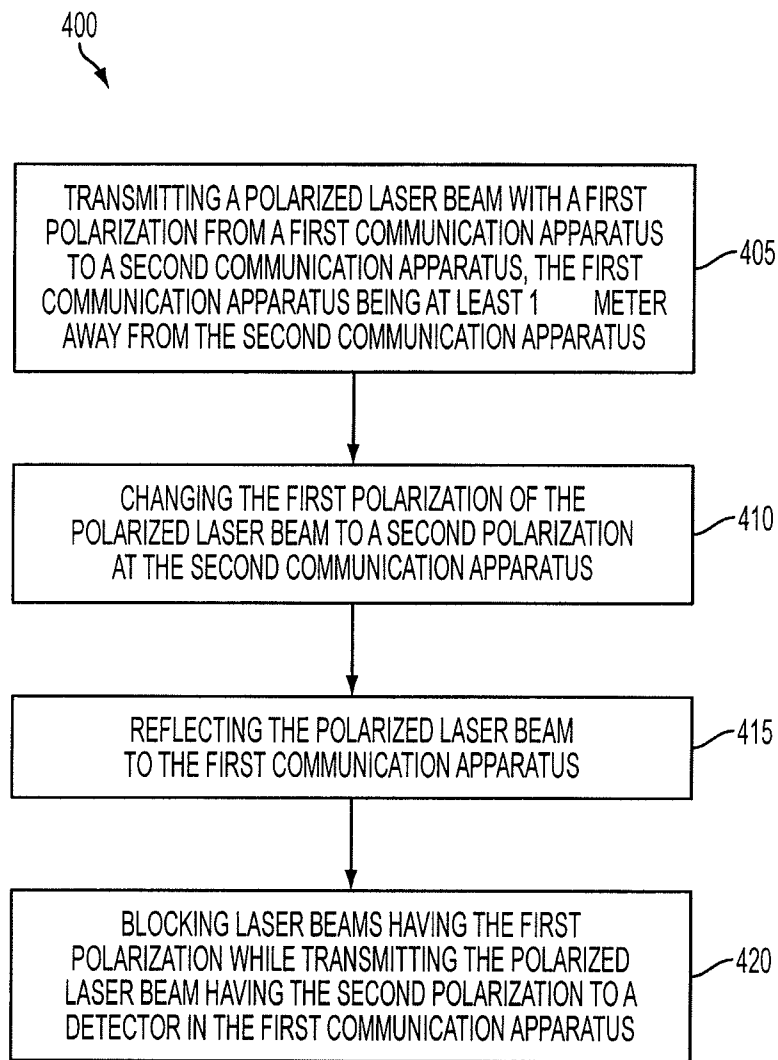 400
TRANSMITTING A POLARIZED LASER BEAM WITH A FIRST
POLARIZATION FROM A FIRST COMMUNICATION APPARATUS
TO A SECOND COMMUNICATION APPARATUS, THE FIRST
COMMUNICATION APPARATUS BEING AT LEAST 1 METER
AWAY FROM THE SECOND COMMUNICATION APPARATUS
405
CHANGING THE FIRST POLARIZATION OF THE
POLARIZED LASER BEAM TO A SECOND POLARIZATION
AT THE SECOND COMMUNICATION APPARATUS
410
REFLECTING THE POLARIZED LASER BEAM
TO THE FIRST COMMUNICATION APPARATUS
415
BLOCKING LASER BEAMS HAVING THE FIRST
POLARIZATION WHILE TRANSMITTING THE POLARIZED
LASER BEAM HAVING THE SECOND POLARIZATION TO A
DETECTOR IN THE FIRST COMMUNICATION APPARATUS
420